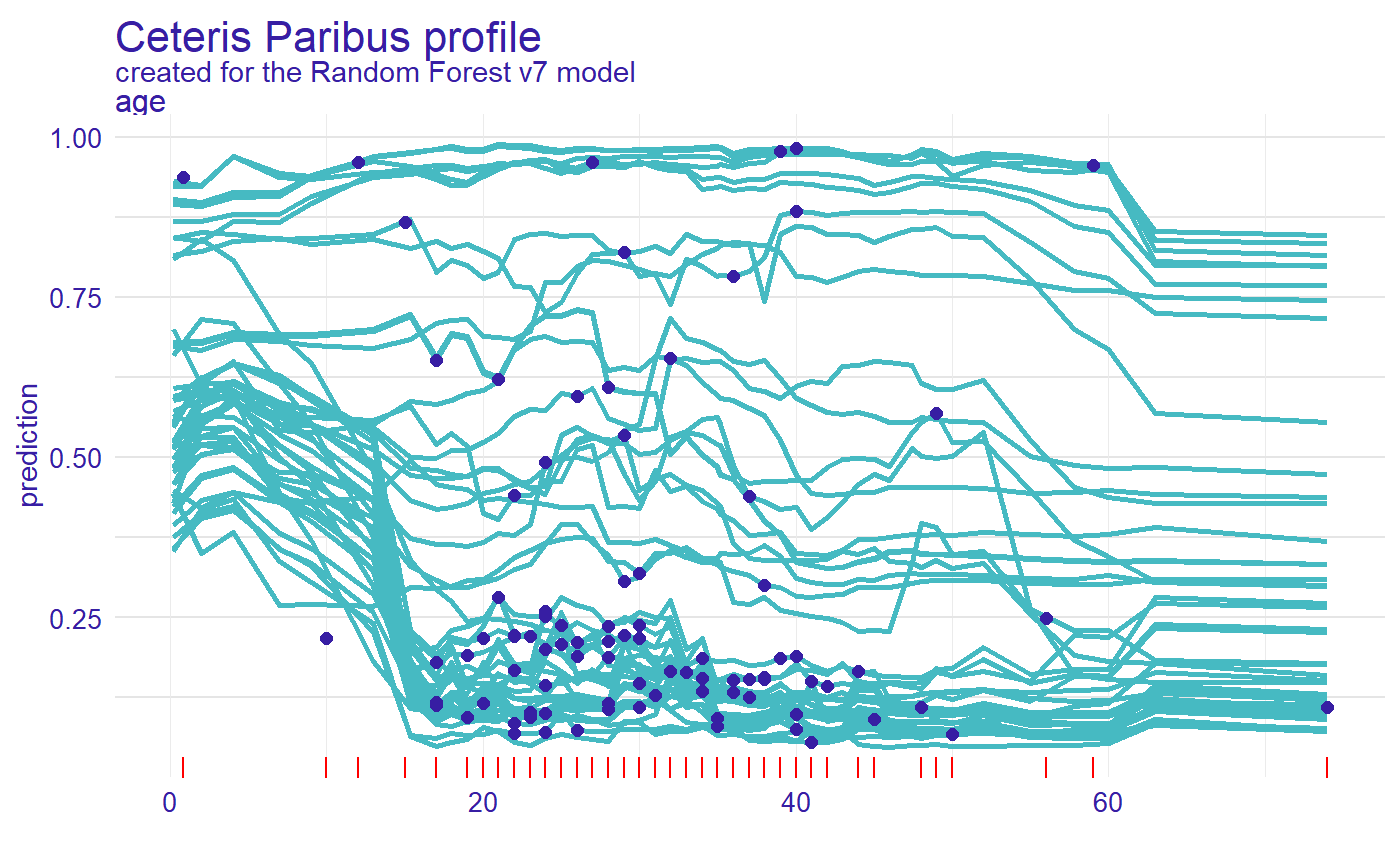 Ceteris Paribus profile
created for the Random Forest v7 model
age
1.00
0.75
0.50
0.25
prediction
0 20 40 60